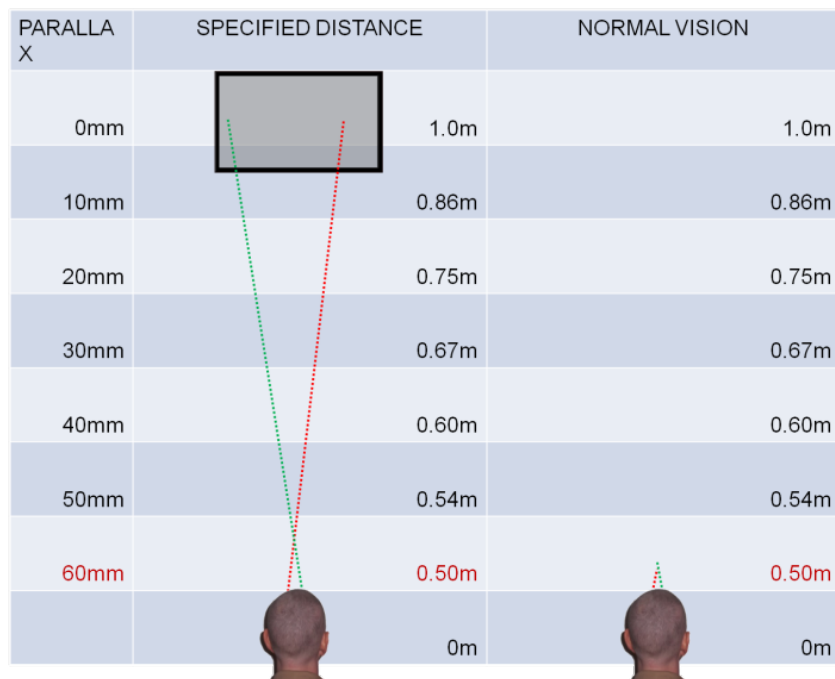 PARALLA SPECIFIED DISTANCE NORMAL VISION
X
0mm 1.0m 1.0m
10mm 0.86m 0.86m
20mm 0.75m 0.75m
30mm 0.67m 0.67m
40mm 0.60m 0.60m
50mm 0.54m 0.54m
60mm 0.50m 0.50m
0m 0m